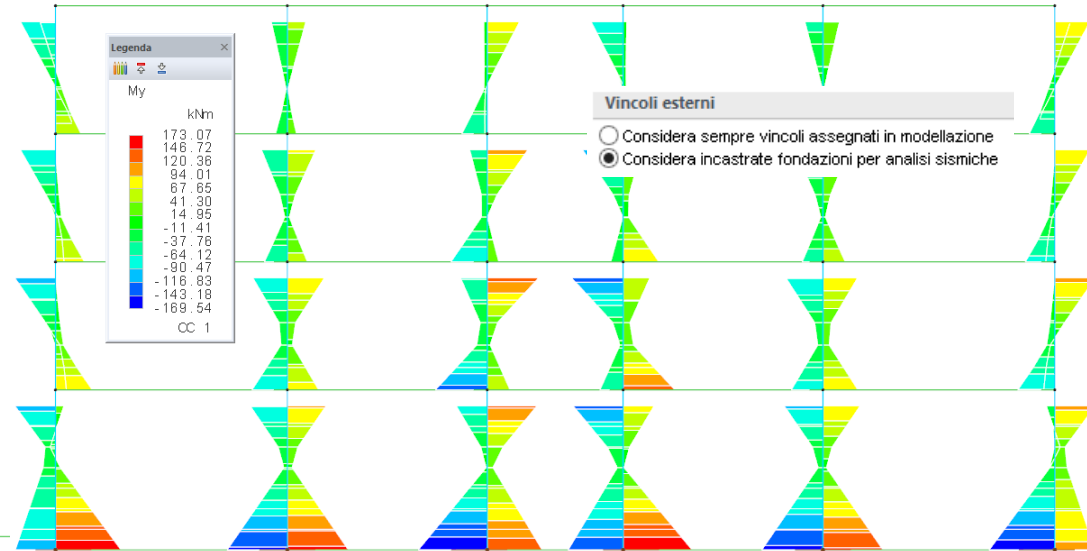 Legenda
My
kNm
173.07
146.72
120.36
94.01
67.65
41.30
14.95
-11.41
-37.76
-64.12
-90.47
-116.83
-143.18
-169.54
CC 1
Vincoli esterni
Considera sempre vincoli assegnati in modellazione
Considera incastrate fondazioni per analisi sismiche